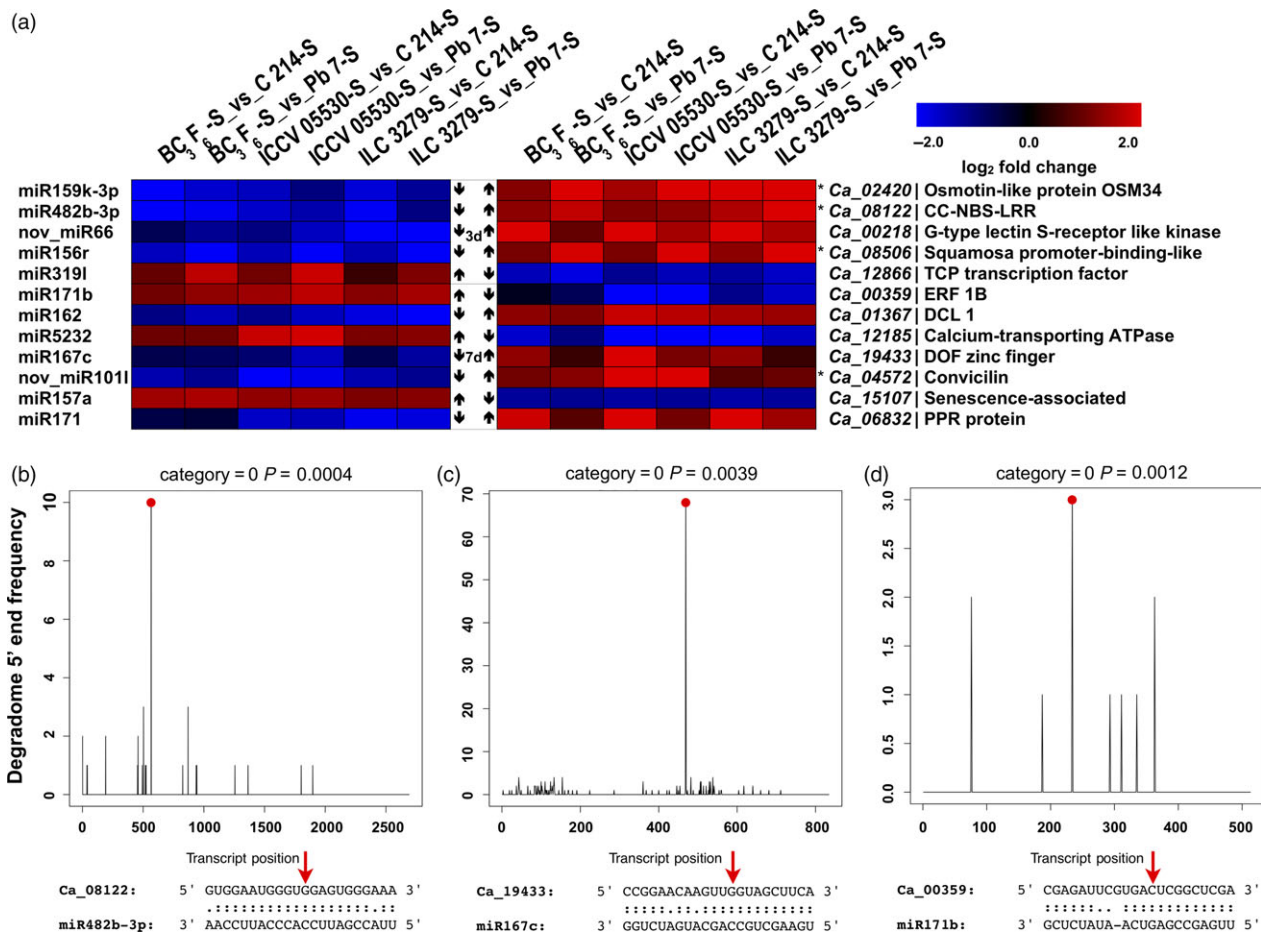 (a)
BC3F6-S_vs_C 214-S
BC3F6-S_vs_Pb 7-S
ICCV 05530-S_vs_C 214-S
ICCV 05530-S_vs_Pb 7-S
ILC 3279-S_vs_C 214-S
ILC 3279-S_vs_Pb 7-S
BC3F6-S_vs_C 214-S
BC3F6-S_vs_Pb 7-S
ICCV 05530-S_vs_C 214-S
ICCV 05530-S_vs_Pb 7-S
ILC 3279-S_vs_C 214-S
ILC 3279-S_vs_Pb 7-S
–2.0 0.0 2.0
log2 fold change
miR159k-3p * Ca_02420 | Osmotin-like protein OSM34
miR482b-3p * Ca_08122 | CC-NBS-LRR
nov_miR66 3d Ca_00218 | G-type lectin S-receptor like kinase
miR156r * Ca_08506 | Squamosa promoter-binding-like
miR319l Ca_12866 | TCP transcription factor
miR171b Ca_00359 | ERF 1B
miR162 Ca_01367 | DCL 1
miR5232 Ca_12185 | Calcium-transporting ATPase
miR167c 7d Ca_19433 | DOF zinc finger
nov_miR101l * Ca_04572 | Convicilin
miR157a Ca_15107 | Senescence-associated
miR171 Ca_06832 | PPR protein
(b) category = 0 P = 0.0004
Degradome 5' end frequency
10
8
6
4
2
0
0 500 1000 1500 2000 2500
Transcript position
Ca_08122: 5' GUGGAAUGGGUGGAGUGGGAAA 3'
.:::::::::::::::::.::
miR482b-3p: 3' AACCUUACCCACCUUAGCCAUU 5'
(c) category = 0 P = 0.0039
70
60
50
40
30
20
10
0
0 200 400 600 800
Transcript position
Ca_19433: 5' CCGGAACAAGUUGGUAGCUUCA 3'
:::::.::.::::::::::::
miR167c: 3' GGUCUAGUACGACCGUCGAAGU 5'
(d) category = 0 P = 0.0012
3.0
2.5
2.0
1.5
1.0
0.5
0.0
0 100 200 300 400 500
Transcript position
Ca_00359: 5' CGAGAUUCGUGACUCGGCUCGA 3'
::::::.. :::::::::::::
miR171b: 3' GCUCUAUA-ACUGAGCCGAGUU 5'